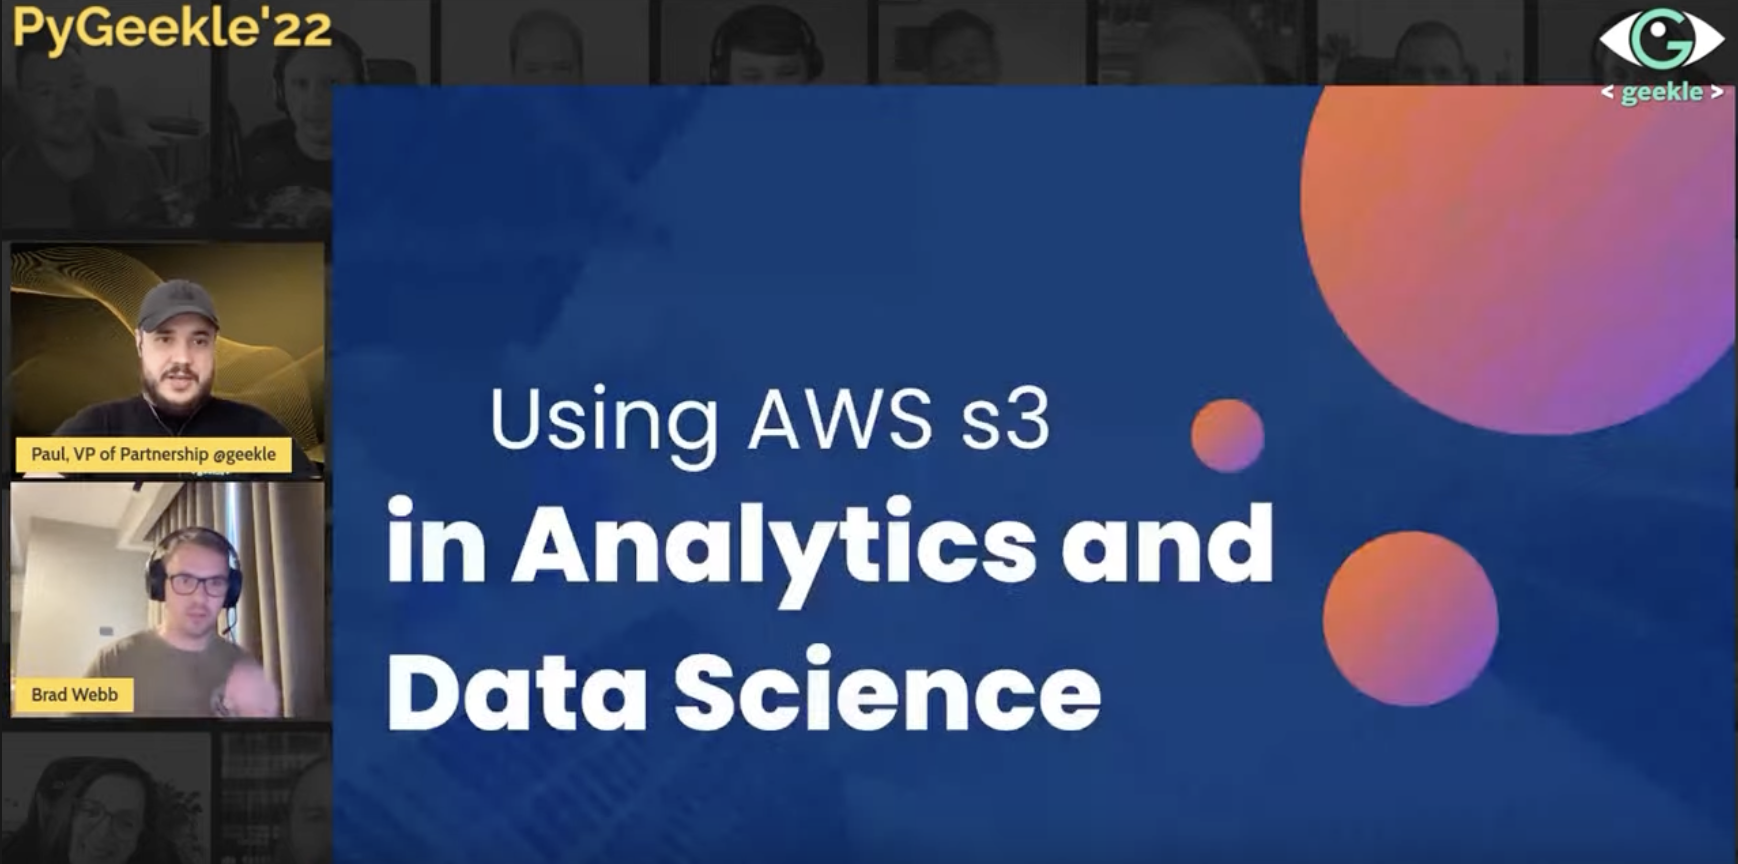 PyGeekle'22
G
< geekle >
Paul, VP of Partnership @geekle
Brad Webb
Using AWS s3
in Analytics and
Data Science